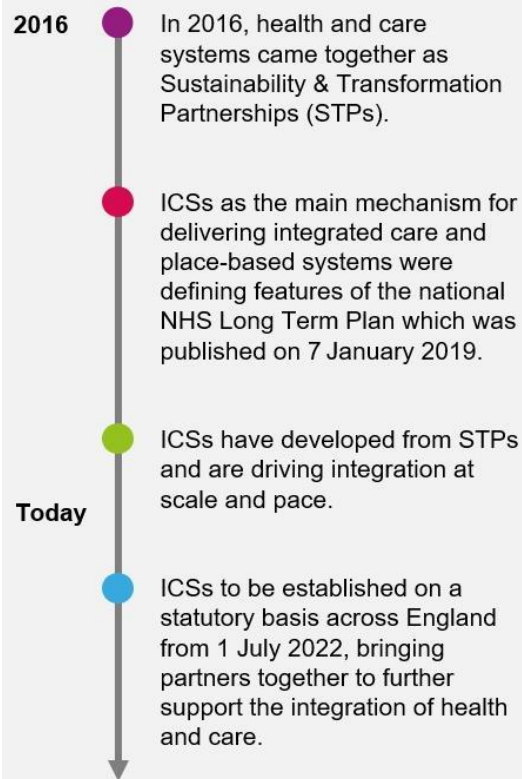 2016
In 2016, health and care
systems came together as
Sustainability & Transformation
Partnerships (STPs).
ICSs as the main mechanism for
delivering integrated care and
place-based systems were
defining features of the national
NHS Long Term Plan which was
published on 7 January 2019.
ICSs have developed from STPs
and are driving integration at
scale and pace.
Today
ICSs to be established on a
statutory basis across England
from 1 July 2022, bringing
partners together to further
support the integration of health
and care.